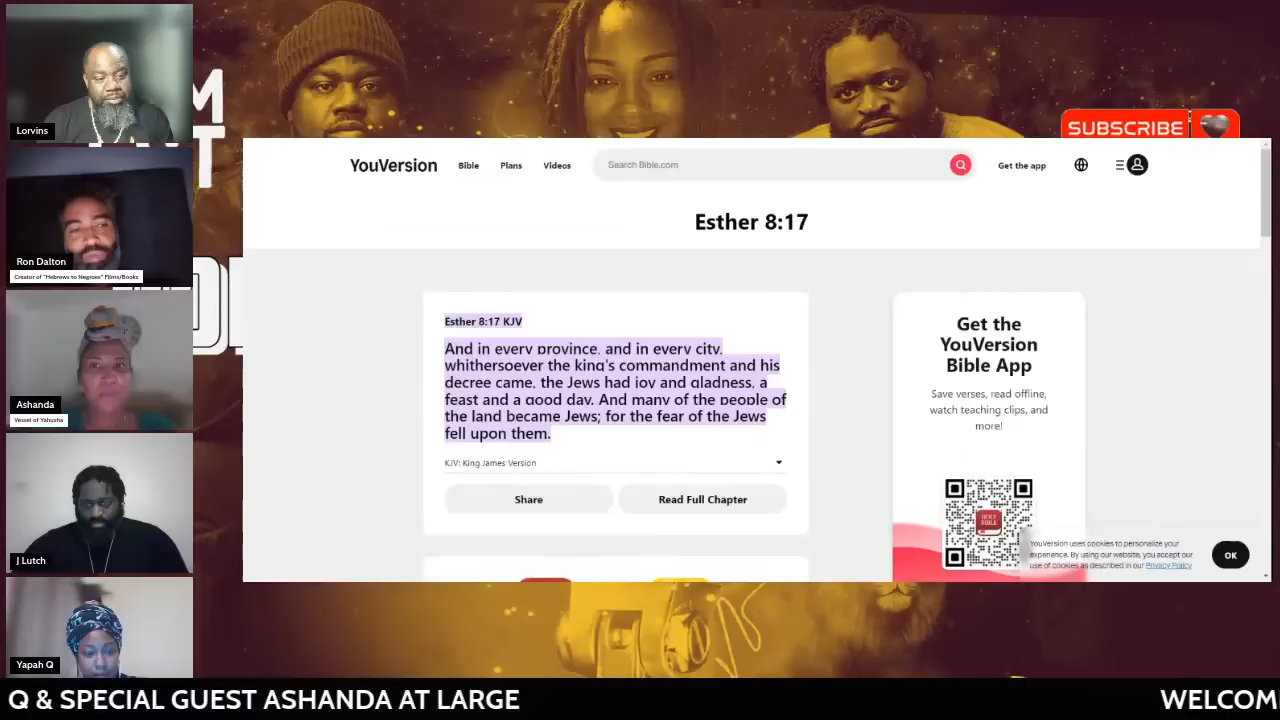 Lorvins
Ron Dalton
Creator of "Hebrews to Negroes" Films/Books
Ashanda
Vessel of Yahusha
J Lutch
Yapah Q
SUBSCRIBE
YouVersion
Bible
Plans
Videos
Search Bible.com
Get the app
Esther 8:17
Esther 8:17 KJV
And in every province, and in every city,
whithersoever the king's commandment and his
decree came, the Jews had joy and gladness, a
feast and a good day. And many of the people of
the land became Jews; for the fear of the Jews
fell upon them.
KJV: King James Version
Share
Read Full Chapter
Get the
YouVersion
Bible App
Save verses, read offline,
watch teaching clips, and
more!
HOLY
BIBLE
YouVersion uses cookies to personalize your
experience. By using our website, you accept our
use of cookies as described in our Privacy Policy
OK
Q & SPECIAL GUEST ASHANDA AT LARGE
WELCOM